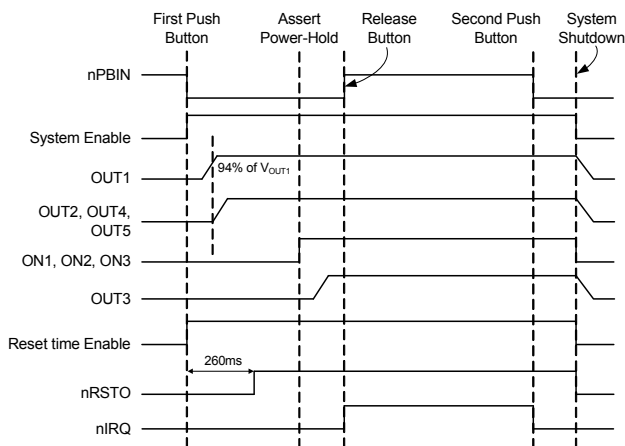 First Push
Button
Assert
Power-Hold
Release
Button
Second Push
Button
System
Shutdown
nPBIN
System Enable
94% of VOUT1
OUT1
OUT2, OUT4,
OUT5
ON1, ON2, ON3
OUT3
Reset time Enable
260ms
nRSTO
nIRQ